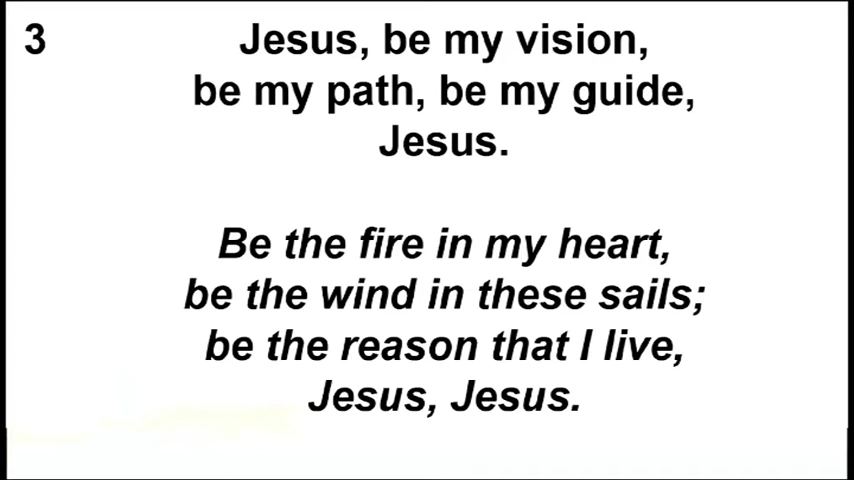 3
Jesus, be my vision,
be my path, be my guide,
Jesus.
Be the fire in my heart,
be the wind in these sails;
be the reason that I live,
Jesus, Jesus.